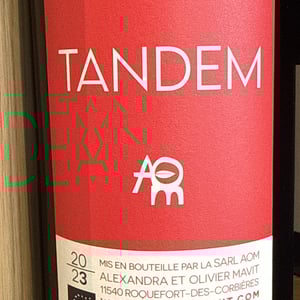 TANDEM
AOM
20
23
MIS EN BOUTEILLE PAR LA SARL AOM
ALEXANDRA ET OLIVIER MAVIT
11540 ROQUEFORT-DES-CORBIÈRES